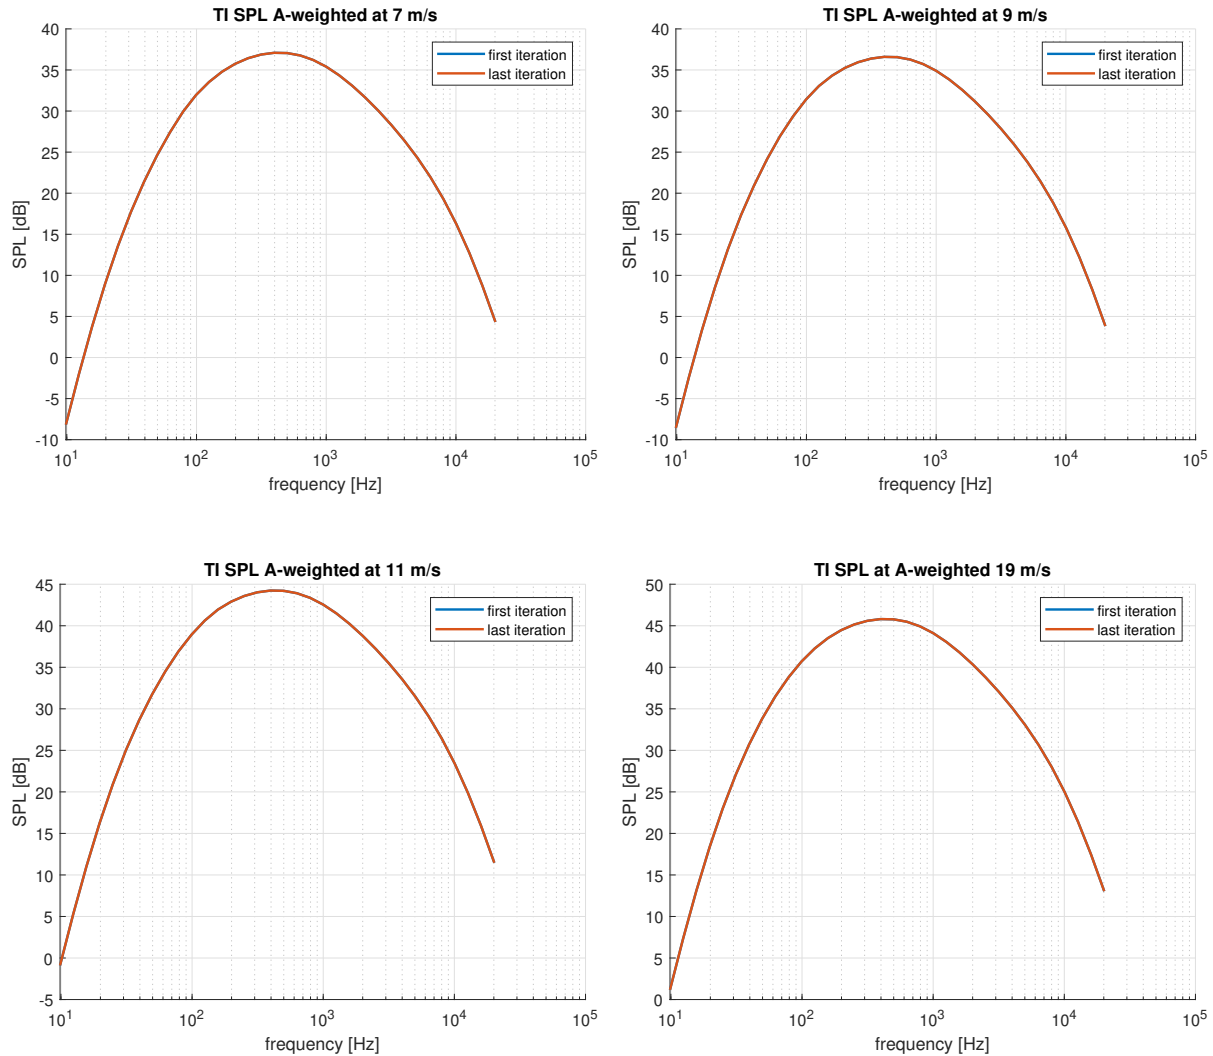 TI SPL A-weighted at 7 m/s
40
35
30
25
20
15
10
5
0
-5
-10
SPL [dB]
first iteration
last iteration
10^1 10^2 10^3 10^4 10^5
frequency [Hz]
TI SPL A-weighted at 9 m/s
40
35
30
25
20
15
10
5
0
-5
-10
SPL [dB]
first iteration
last iteration
10^1 10^2 10^3 10^4 10^5
frequency [Hz]
TI SPL A-weighted at 11 m/s
45
40
35
30
25
20
15
10
5
0
-5
SPL [dB]
first iteration
last iteration
10^1 10^2 10^3 10^4 10^5
frequency [Hz]
TI SPL at A-weighted 19 m/s
50
45
40
35
30
25
20
15
10
5
0
SPL [dB]
first iteration
last iteration
10^1 10^2 10^3 10^4 10^5
frequency [Hz]